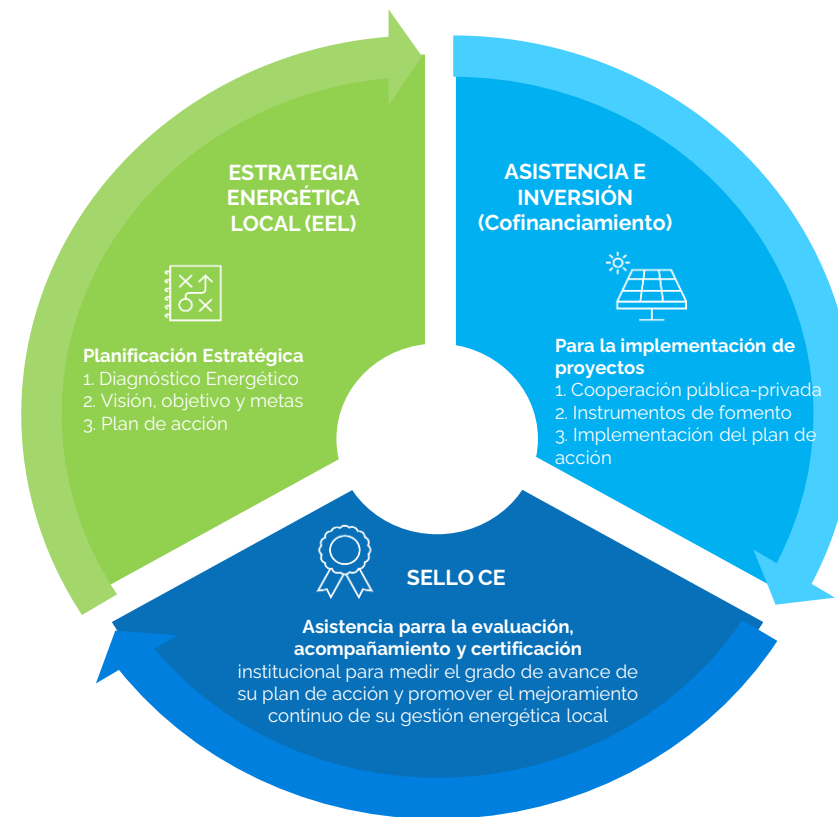 ESTRATEGIA
ENERGÉTICA
LOCAL (EEL)
Planificación Estratégica
1. Diagnóstico Energético
2. Visión, objetivo y metas
3. Plan de acción
ASISTENCIA E
INVERSIÓN
(Cofinanciamiento)
Para la implementación de
proyectos
1. Cooperación pública-privada
2. Instrumentos de fomento
3. Implementación del plan de
acción
SELLO CE
Asistencia parra la evaluación,
acompañamiento y certificación
institucional para medir el grado de avance de
su plan de acción y promover el mejoramiento
continuo de su gestión energética local